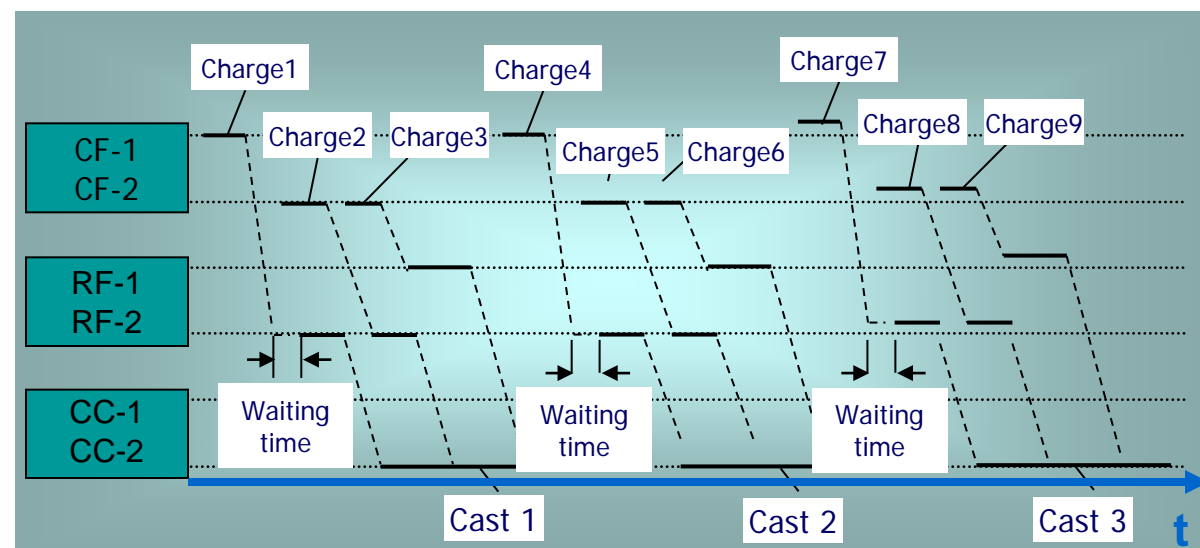 Charge1
Charge4
Charge7
Charge2
Charge3
Charge5
Charge6
Charge8
Charge9
CF-1
CF-2
RF-1
RF-2
CC-1
CC-2
Waiting
time
Waiting
time
Waiting
time
Cast 1
Cast 2
Cast 3
t